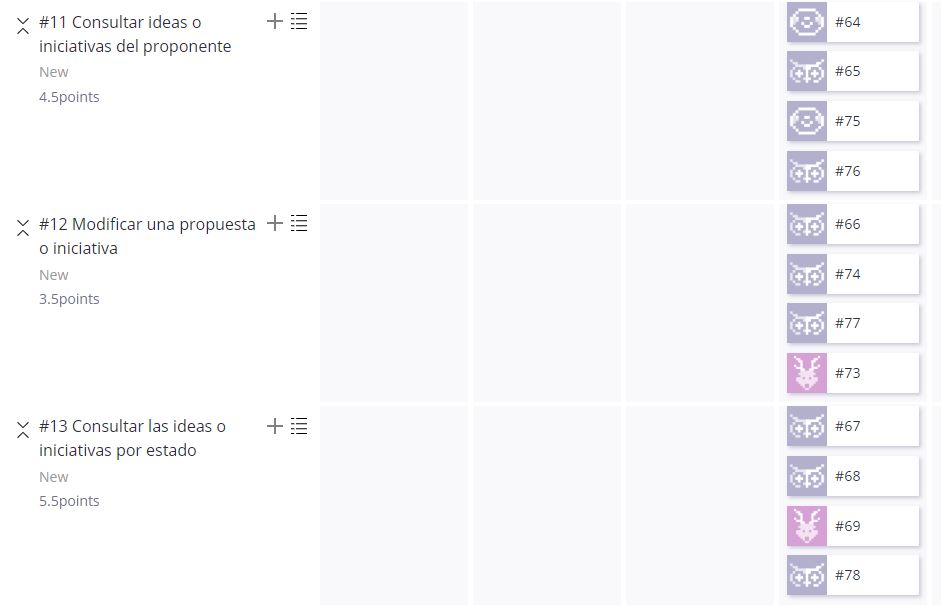 #11 Consultar ideas o
iniciativas del proponente
New
4.5points
#64
#65
#75
#76
#12 Modificar una propuesta
o iniciativa
New
3.5points
#66
#74
#77
#73
#13 Consultar las ideas o
iniciativas por estado
New
5.5points
#67
#68
#69
#78